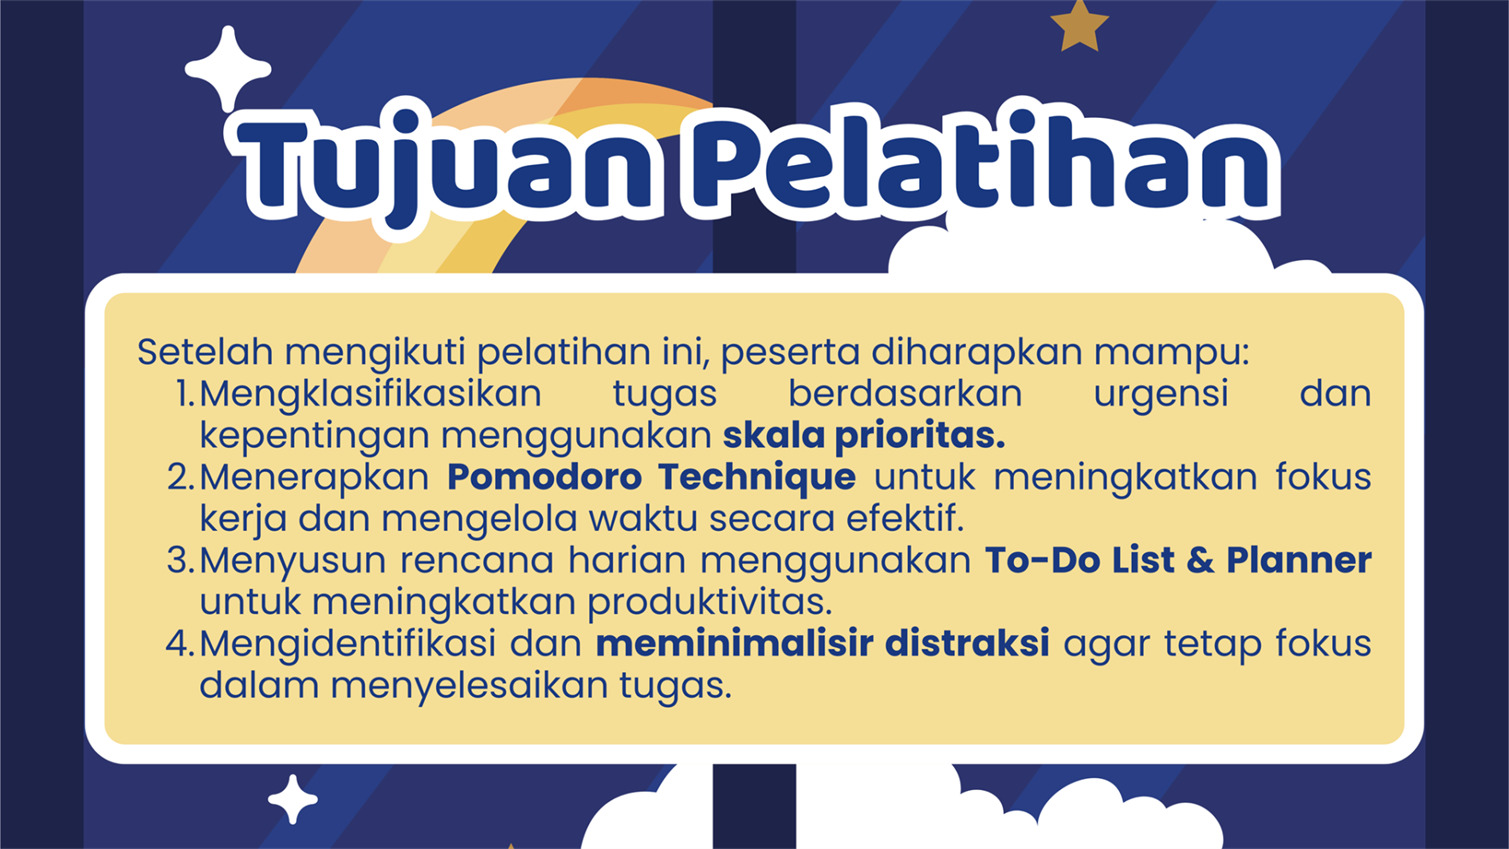 Tujuan Pelatihan
Setelah mengikuti pelatihan ini, peserta diharapkan mampu:
1. Mengklasifikasikan tugas berdasarkan urgensi dan
kepentingan menggunakan skala prioritas.
2. Menerapkan Pomodoro Technique untuk meningkatkan fokus
kerja dan mengelola waktu secara efektif.
3. Menyusun rencana harian menggunakan To-Do List & Planner
untuk meningkatkan produktivitas.
4. Mengidentifikasi dan meminimalisir distraksi agar tetap fokus
dalam menyelesaikan tugas.